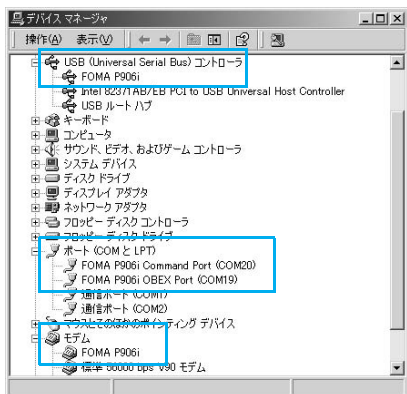 デバイス マネージャ
操作(A) 表示(V)
USB (Universal Serial Bus) コントローラ
FOMA P906i
Intel 82371AB/EB PCI to USB Universal Host Controller
USB ルート ハブ
キーボード
コンピュータ
サウンド、ビデオ、およびゲーム コントローラ
システム デバイス
ディスク ドライブ
ディスプレイ アダプタ
ネットワーク アダプタ
フロッピー ディスク コントローラ
フロッピー ディスク ドライブ
ポート (COM と LPT)
FOMA P906i Command Port (COM20)
FOMA P906i OBEX Port (COM19)
通信ポート (COM1)
通信ポート (COM2)
マウスとそのほかのポインティング デバイス
モデム
FOMA P906i
標準 56000 bps V90 モデム